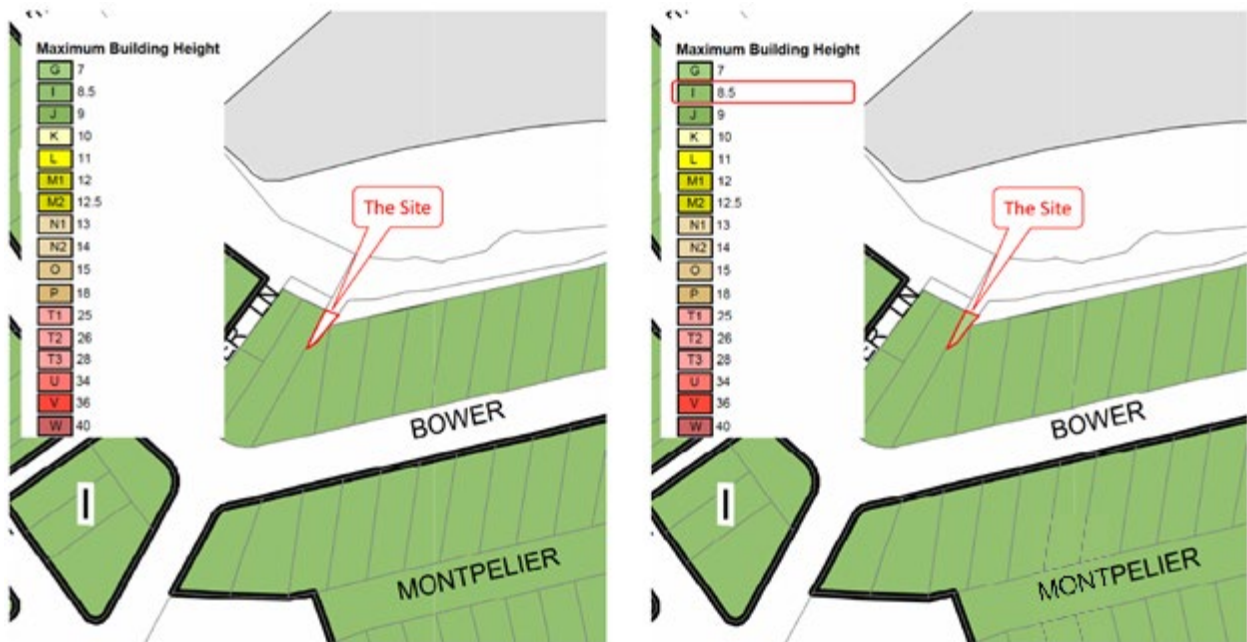 Maximum Building Height
G 7
I 8.5
J 9
K 10
L 11
M1 12
M2 12.5
N1 13
N2 14
O 15
P 18
T1 25
T2 26
T3 28
U 34
V 36
W 40
The Site
BOWER
I
MONTPELIER
Maximum Building Height
G 7
I 8.5
J 9
K 10
L 11
M1 12
M2 12.5
N1 13
N2 14
O 15
P 18
T1 25
T2 26
T3 28
U 34
V 36
W 40
The Site
BOWER
I
MONTPELIER